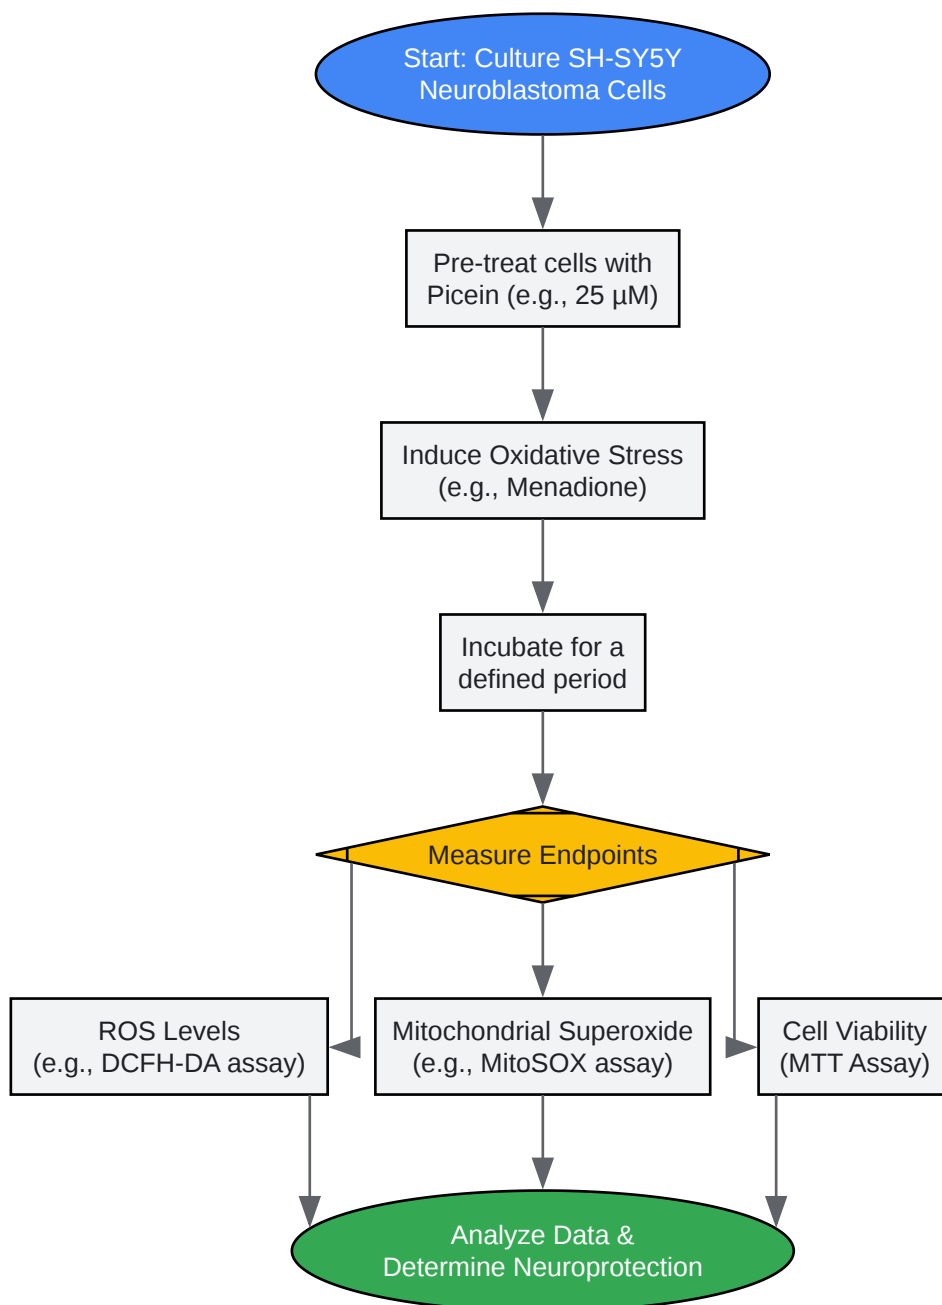 Start: Culture SH-SY5Y
Neuroblastoma Cells
Pre-treat cells with
Picein (e.g., 25 µM)
Induce Oxidative Stress
(e.g., Menadione)
Incubate for a
defined period
Measure Endpoints
ROS Levels
(e.g., DCFH-DA assay)
Mitochondrial Superoxide
(e.g., MitoSOX assay)
Cell Viability
(MTT Assay)
Analyze Data &
Determine Neuroprotection